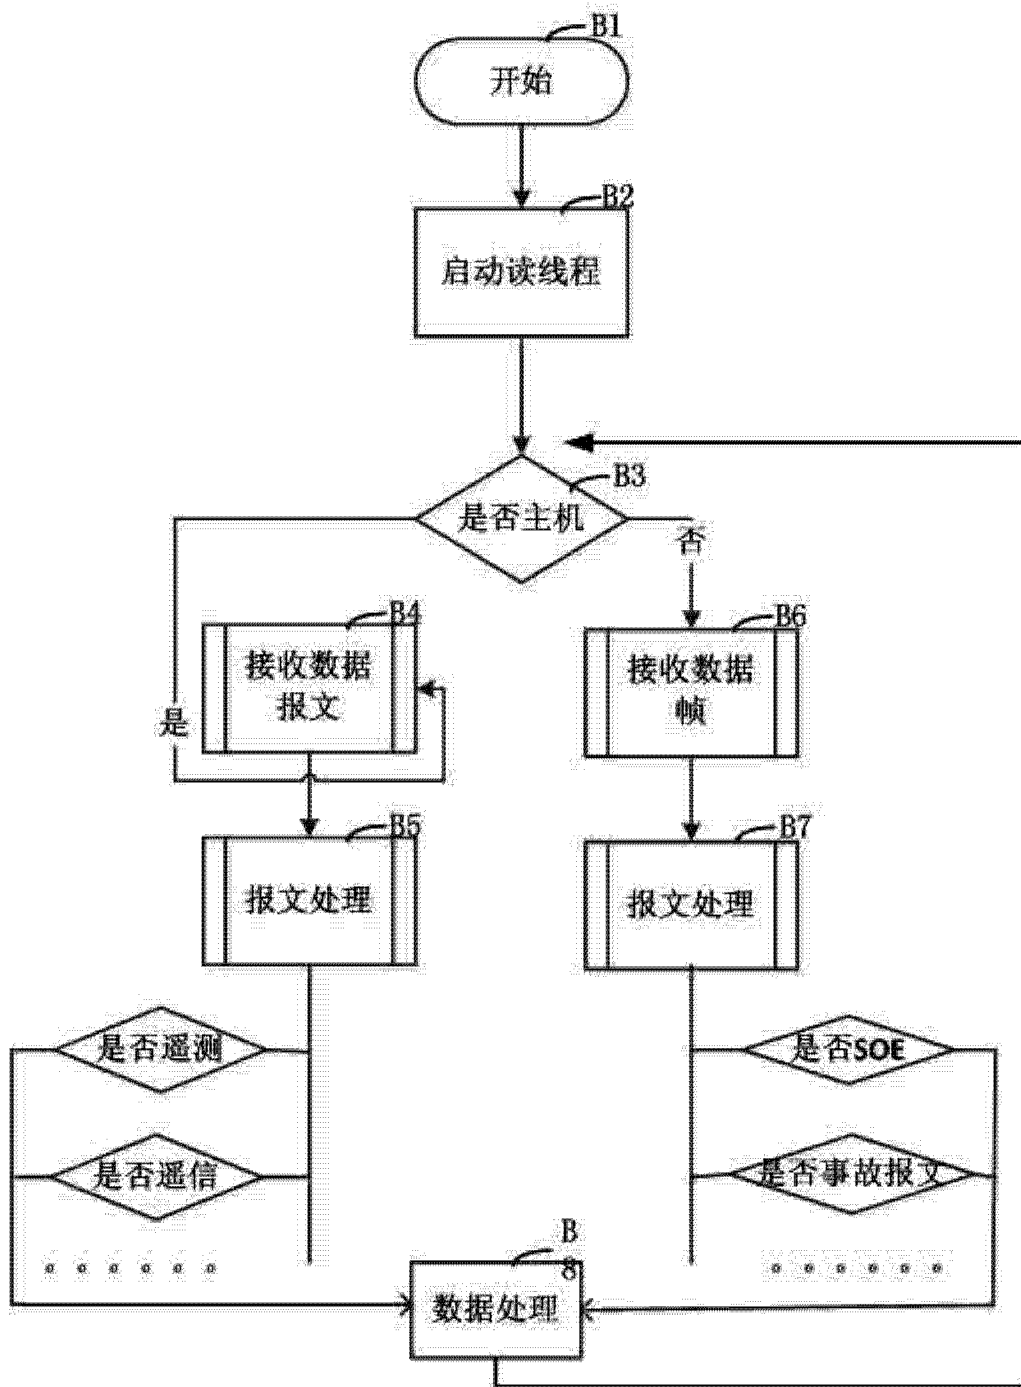 B1
开始
B2
启动读线程
B3
是否主机
否
B4
接收数据
报文
B6
接收数据
帧
是
B5
报文处理
B7
报文处理
是否遥测
是否SOE
是否遥信
是否事故报文
B
8
数据处理